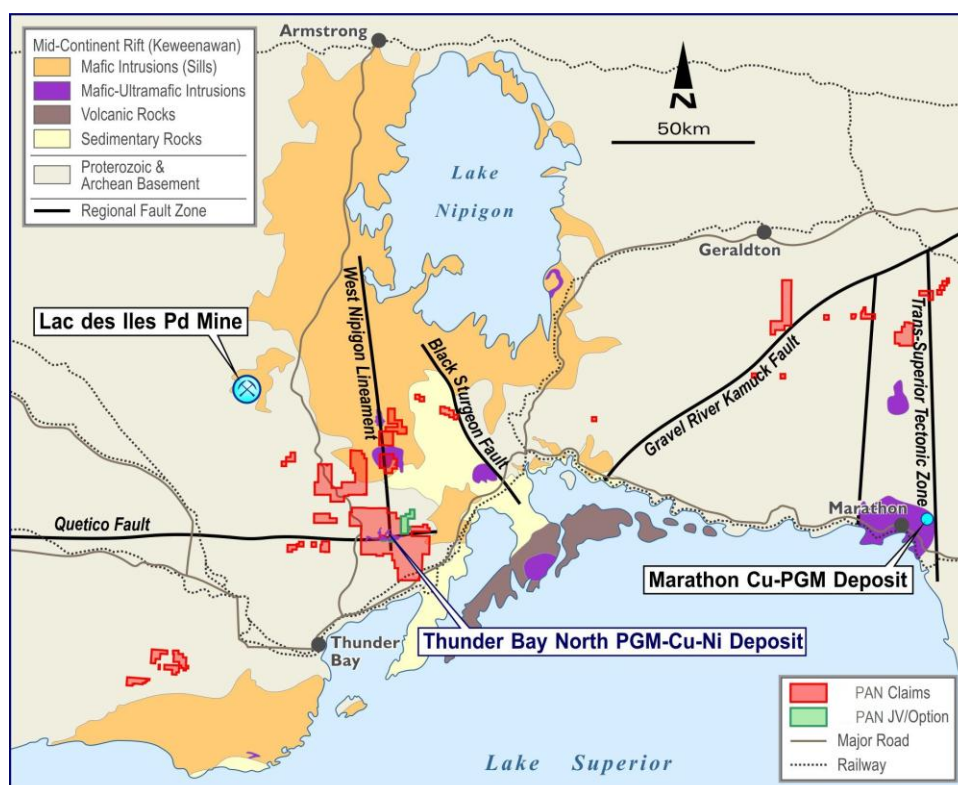 Mid-Continent Rift (Keweenawan)
Mafic Intrusions (Sills)
Mafic-Ultramafic Intrusions
Volcanic Rocks
Sedimentary Rocks
Proterozoic &
Archean Basement
Regional Fault Zone
Armstrong
N
50km
Lake
Nipigon
Geraldton
Lac des Iles Pd Mine
West Nipigon Lineament
Black Sturgeon Fault
Gravel River Kamuck Fault
Trans-Superior Tectonic Zone
Quetico Fault
Marathon
Marathon Cu-PGM Deposit
Thunder Bay North PGM-Cu-Ni Deposit
Thunder
Bay
Lake Superior
PAN Claims
PAN JV/Option
Major Road
Railway